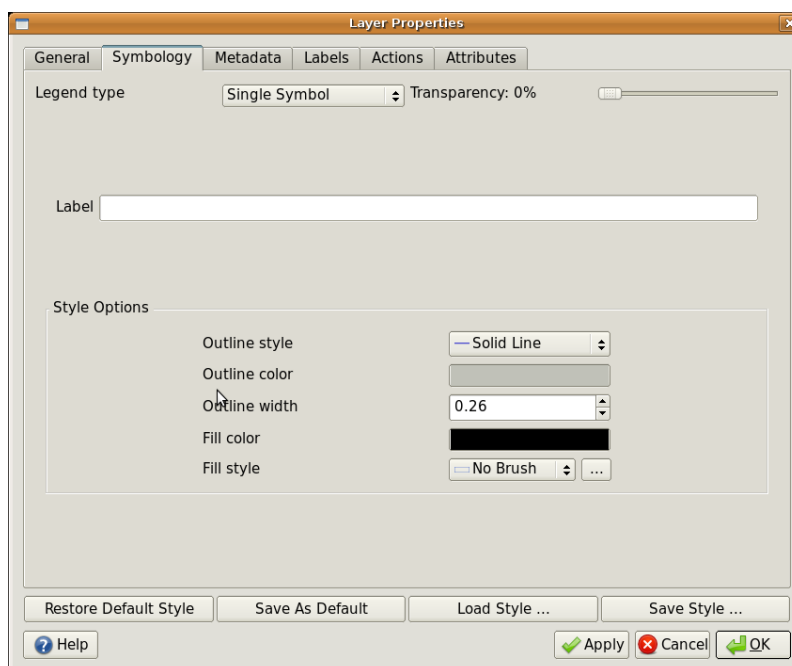 Layer Properties
General Symbology Metadata Labels Actions Attributes
Legend type Single Symbol Transparency: 0%
Label
Style Options
Outline style Solid Line
Outline color
Outline width 0.26
Fill color
Fill style No Brush ...
Restore Default Style Save As Default Load Style ... Save Style ...
Help Apply Cancel OK